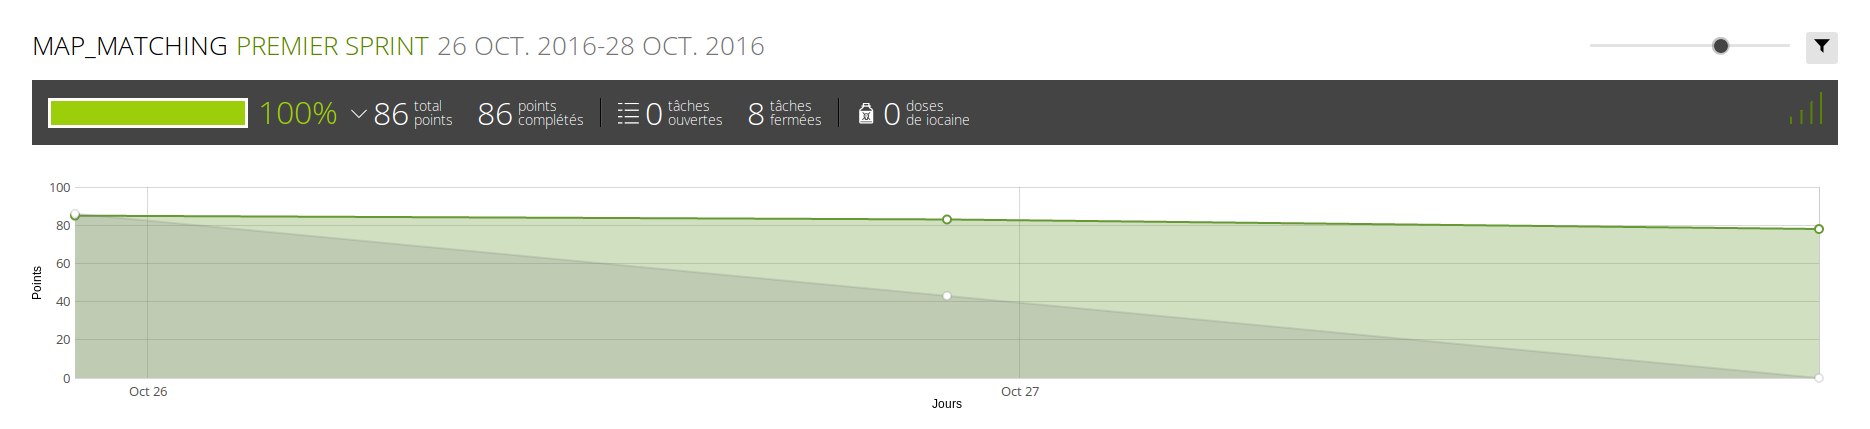 MAP_MATCHING PREMIER SPRINT 26 OCT. 2016-28 OCT. 2016
100% 86 total points 86 points complétés 0 tâches ouvertes 8 tâches fermées 0 doses de iocaine
100
80
60
40
20
0
Points
Oct 26 Oct 27
Jours